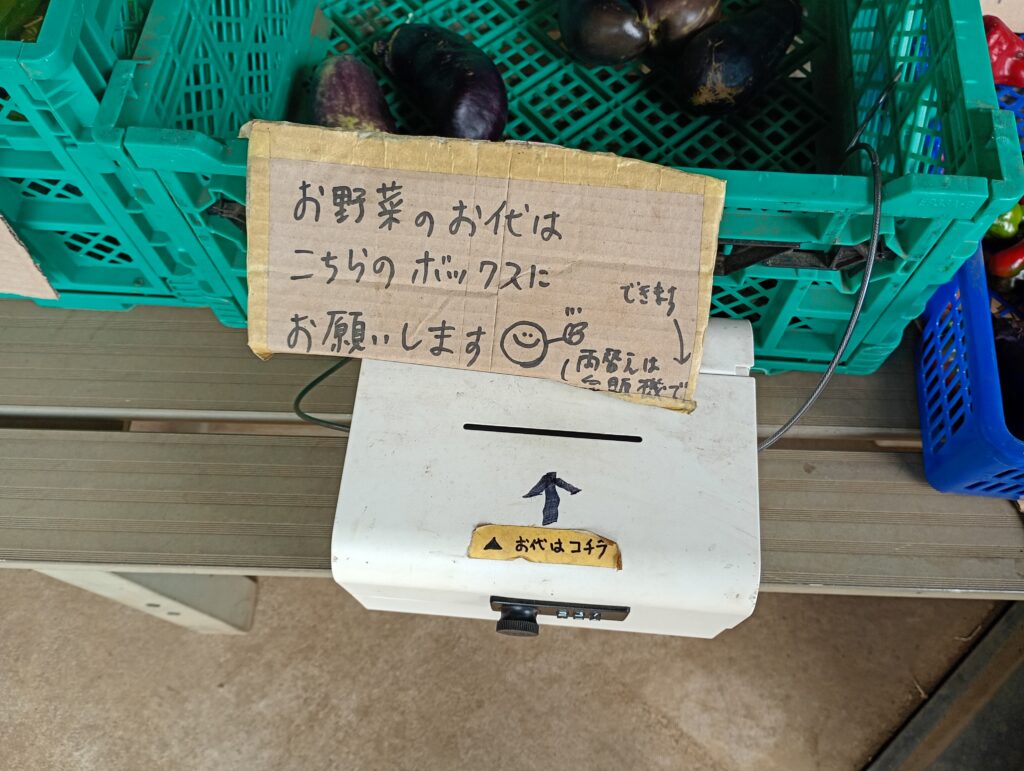 お野菜のお代は
こちらのボックスに
お願いします
両替えは
自販機で
できます
お代はコチラ